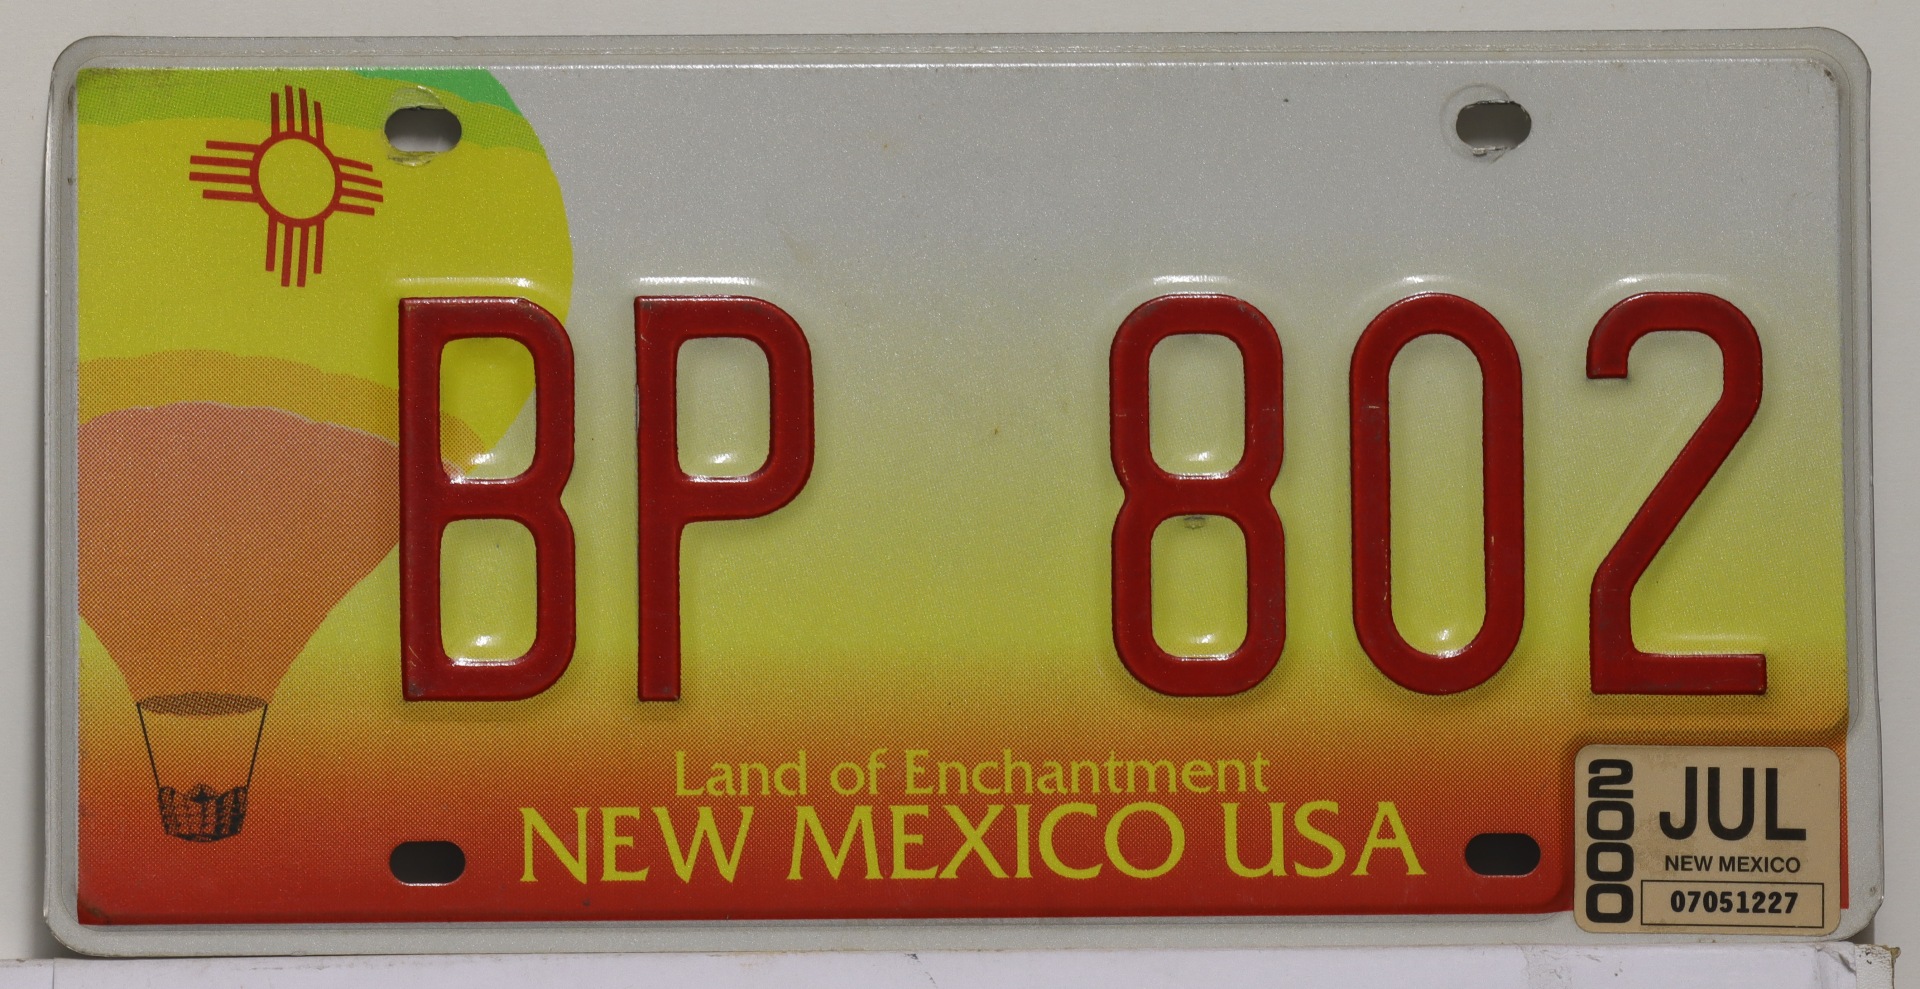 BP 802
Land of Enchantment
NEW MEXICO USA
2000
JUL
NEW MEXICO
07051227